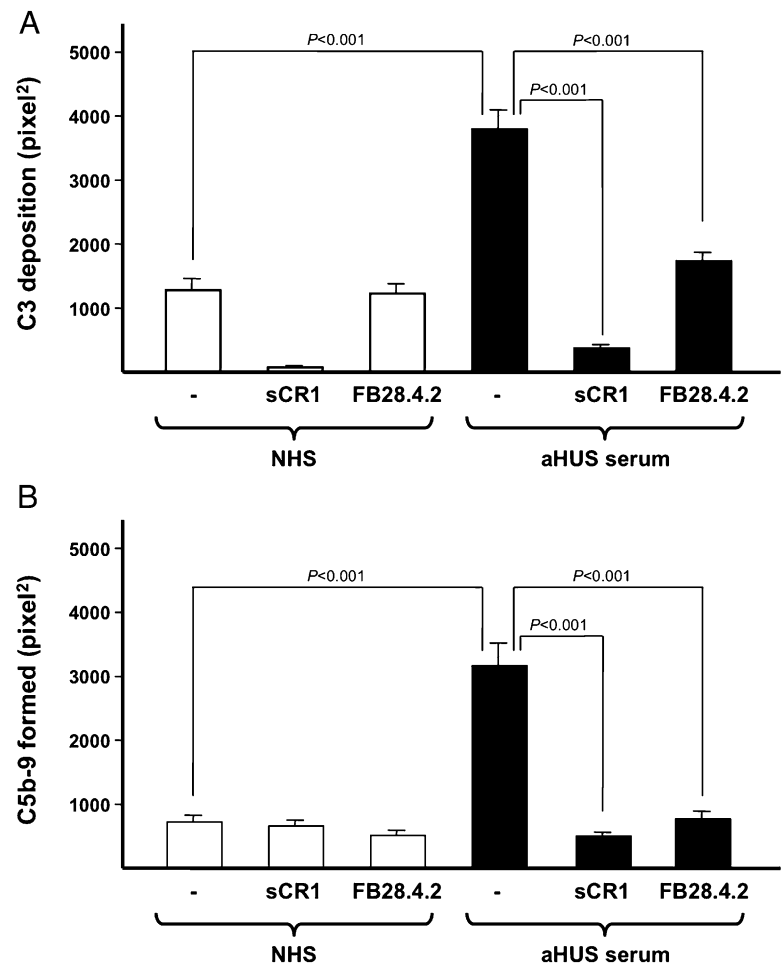 A
C3 deposition (pixel²)
5000
4000
3000
2000
1000
P<0.001
P<0.001
P<0.001
- sCR1 FB28.4.2 - sCR1 FB28.4.2
NHS aHUS serum
B
C5b-9 formed (pixel²)
5000
4000
3000
2000
1000
P<0.001
P<0.001
P<0.001
- sCR1 FB28.4.2 - sCR1 FB28.4.2
NHS aHUS serum